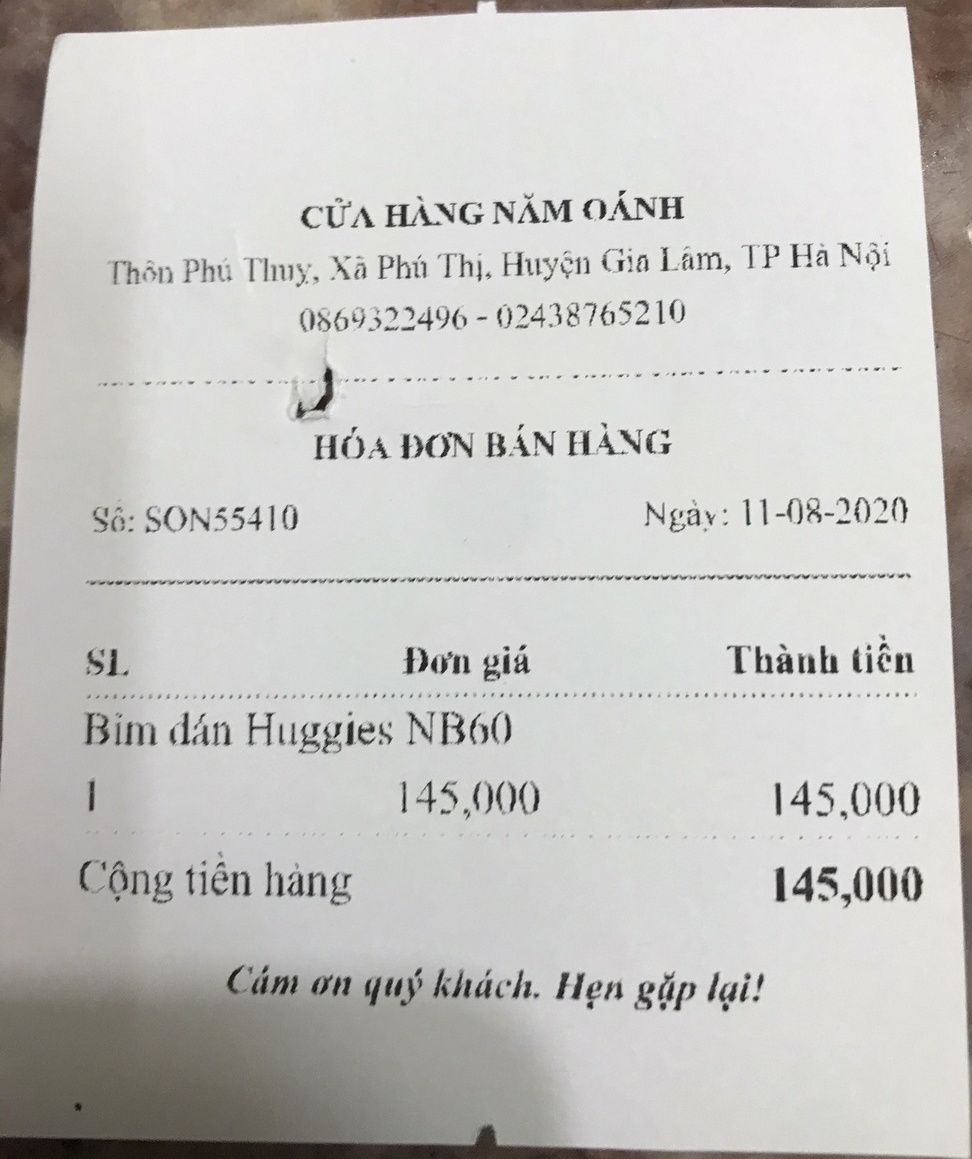 CỬA HÀNG NĂM OÁNH
Thôn Phú Thuỵ, Xã Phú Thị, Huyện Gia Lâm, TP Hà Nội
0869322496 - 02438765210
HÓA ĐƠN BÁN HÀNG
Số: SON55410 Ngày: 11-08-2020
SL Đơn giá Thành tiền
Bỉm dán Huggies NB60
1 145,000 145,000
Cộng tiền hàng 145,000
Cám ơn quý khách. Hẹn gặp lại!